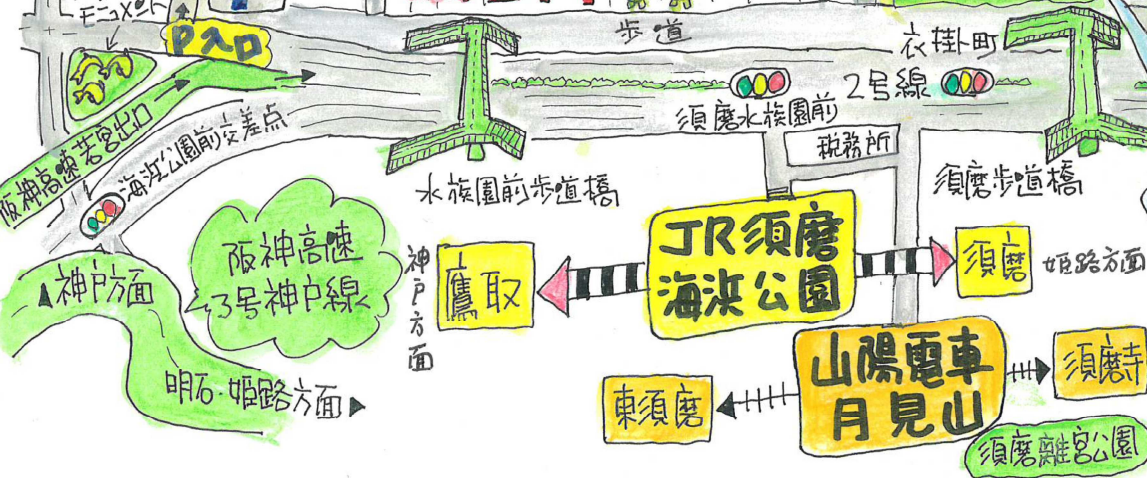 モニュメント
P入口
歩道
衣掛町
2号線
須磨水族園前
税務所
阪神高速若宮出口
海浜公園前交差点
水族園前歩道橋
須磨歩道橋
阪神高速
3号神戸線
神戸方面
明石・姫路方面
神戸方面
鷹取
JR須磨
海浜公園
須磨
姫路方面
山陽電車
月見山
東須磨
須磨寺
須磨離宮公園